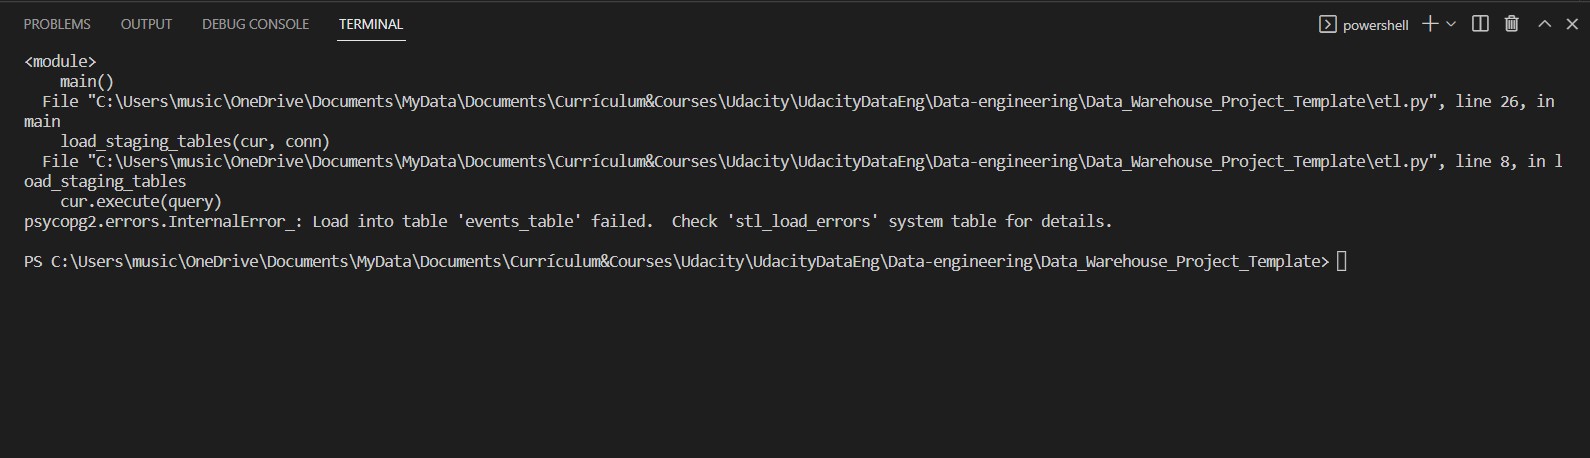 PROBLEMS OUTPUT DEBUG CONSOLE TERMINAL powershell
<module>
    main()
  File "C:\Users\music\OneDrive\Documents\MyData\Documents\Currículum&Courses\Udacity\UdacityDataEng\Data-engineering\Data_Warehouse_Project_Template\etl.py", line 26, in
main
    load_staging_tables(cur, conn)
  File "C:\Users\music\OneDrive\Documents\MyData\Documents\Currículum&Courses\Udacity\UdacityDataEng\Data-engineering\Data_Warehouse_Project_Template\etl.py", line 8, in l
oad_staging_tables
    cur.execute(query)
psycopg2.errors.InternalError_: Load into table 'events_table' failed.  Check 'stl_load_errors' system table for details.
PS C:\Users\music\OneDrive\Documents\MyData\Documents\Currículum&Courses\Udacity\UdacityDataEng\Data-engineering\Data_Warehouse_Project_Template>